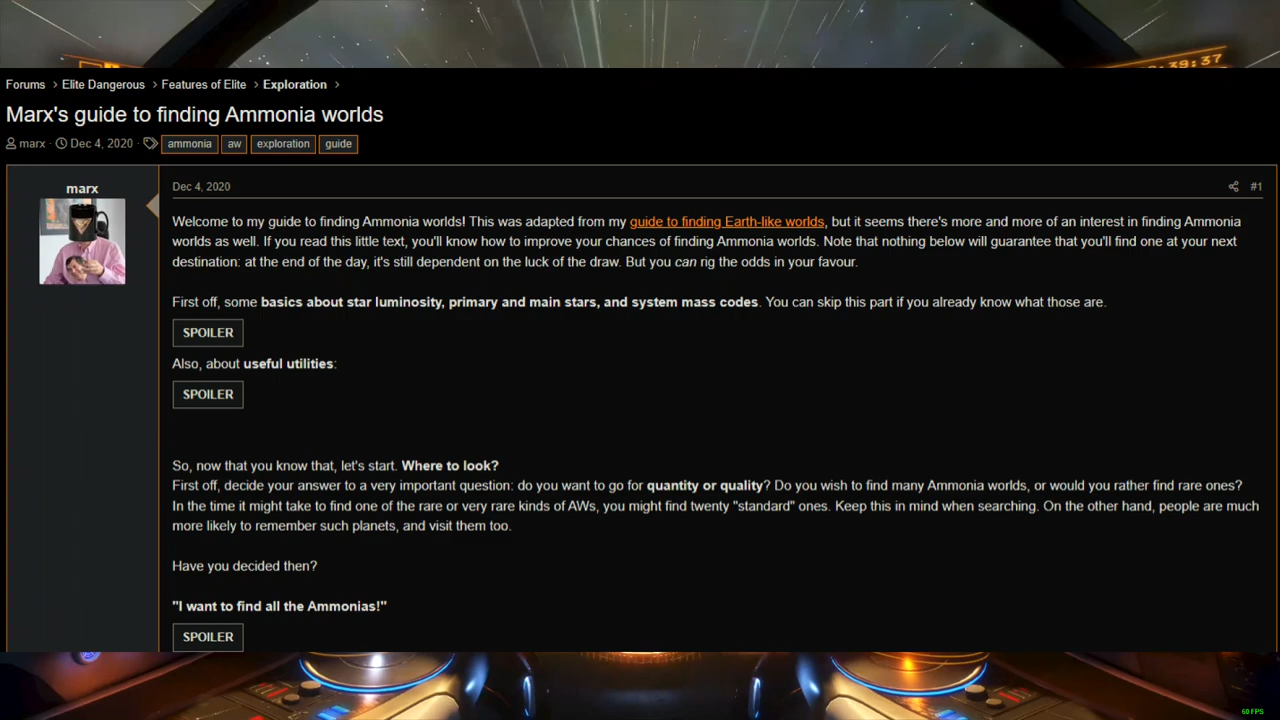 :39:37
Forums > Elite Dangerous > Features of Elite > Exploration >
Marx's guide to finding Ammonia worlds
marx · Dec 4, 2020 · ammonia aw exploration guide
marx
Dec 4, 2020 #1
Welcome to my guide to finding Ammonia worlds! This was adapted from my guide to finding Earth-like worlds, but it seems there's more and more of an interest in finding Ammonia
worlds as well. If you read this little text, you'll know how to improve your chances of finding Ammonia worlds. Note that nothing below will guarantee that you'll find one at your next
destination: at the end of the day, it's still dependent on the luck of the draw. But you can rig the odds in your favour.
First off, some basics about star luminosity, primary and main stars, and system mass codes. You can skip this part if you already know what those are.
SPOILER
Also, about useful utilities:
SPOILER
So, now that you know that, let's start. Where to look?
First off, decide your answer to a very important question: do you want to go for quantity or quality? Do you wish to find many Ammonia worlds, or would you rather find rare ones?
In the time it might take to find one of the rare or very rare kinds of AWs, you might find twenty "standard" ones. Keep this in mind when searching. On the other hand, people are much
more likely to remember such planets, and visit them too.
Have you decided then?
"I want to find all the Ammonias!"
SPOILER
60 FPS